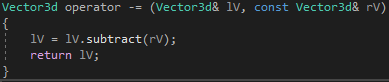 Vector3d operator -= (Vector3d& lV, const Vector3d& rV)
{
    lV = lV.subtract(rV);
    return lV;
}